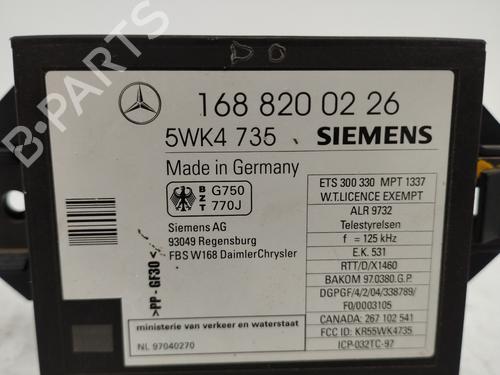 DO
168 820 02 26
5WK4 735 SIEMENS
Made in Germany
BZT G750 770J
Siemens AG
93049 Regensburg
FBS W168 DaimlerChrysler
>PP - GF30<
ministerie van verkeer en waterstaat
NL 97040270
ETS 300 330 MPT 1337
W.T.LICENCE EXEMPT
ALR 9732
Telestyrelsen
f = 125 kHz
E.K. 531
RTT/D/X1460
BAKOM 97.0380.G.P.
DGPGF/4/2/04/338789/
F0/0003105
CANADA: 267 102 541
FCC ID: KR55WK4735
ICP-032TC-97